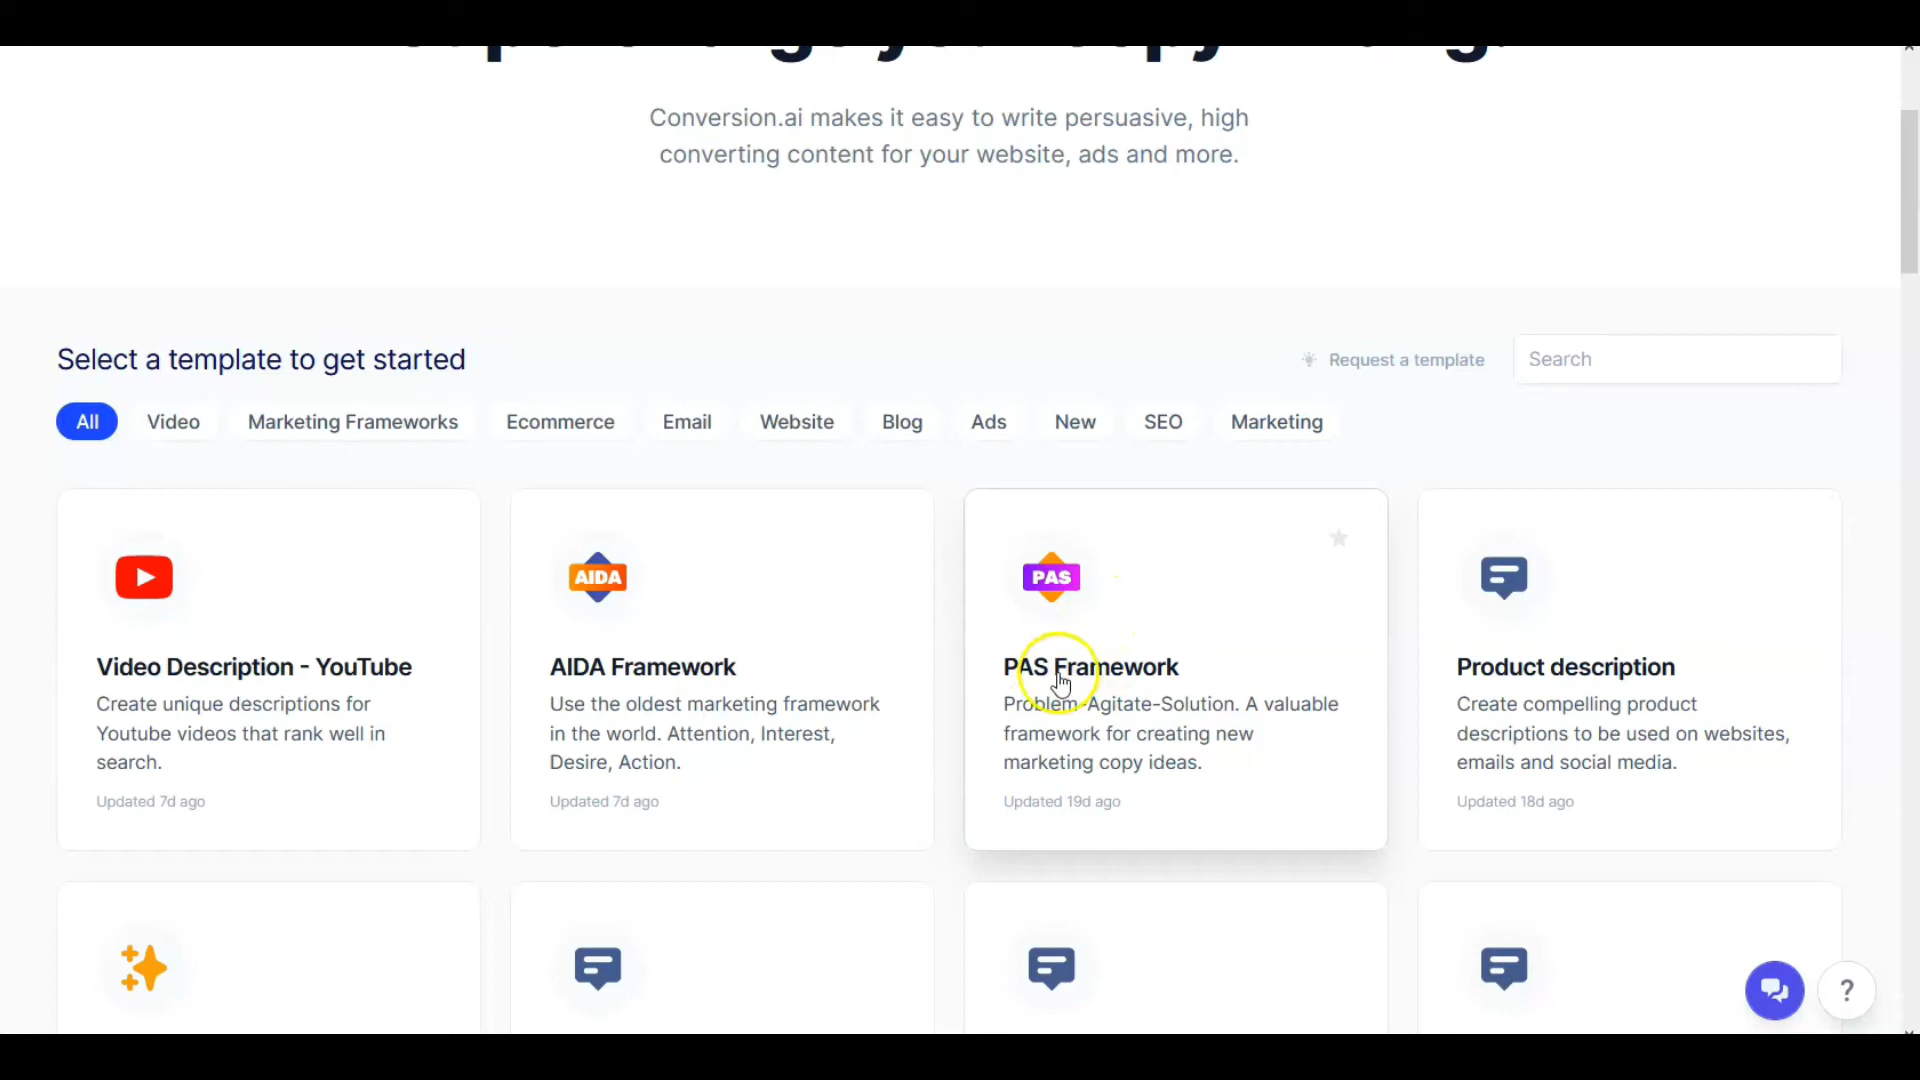 Conversion.ai makes it easy to write persuasive, high
converting content for your website, ads and more.
Select a template to get started
Request a template
Search
All
Video
Marketing Frameworks
Ecommerce
Email
Website
Blog
Ads
New
SEO
Marketing
AIDA
PAS
Video Description - YouTube
Create unique descriptions for
Youtube videos that rank well in
search.
Updated 7d ago
AIDA Framework
Use the oldest marketing framework
in the world. Attention, Interest,
Desire, Action.
Updated 7d ago
PAS Framework
Problem-Agitate-Solution. A valuable
framework for creating new
marketing copy ideas.
Updated 19d ago
Product description
Create compelling product
descriptions to be used on websites,
emails and social media.
Updated 18d ago
?